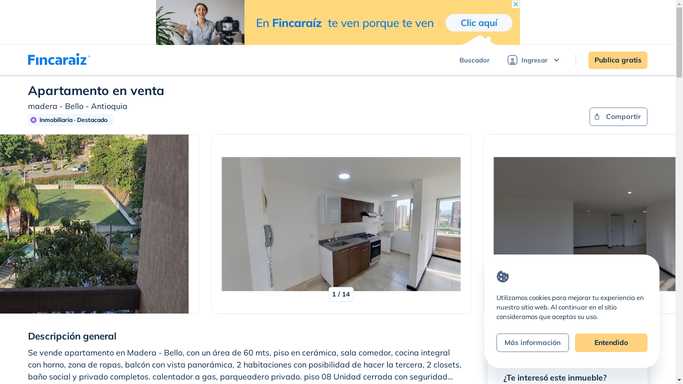 En Fincaraíz te ven porque te ven
Clic aquí
Fincaraíz
Buscador
Ingresar
Publica gratis
Apartamento en venta
madera - Bello - Antioquia
Inmobiliaria · Destacado
Compartir
1 / 14
Utilizamos cookies para mejorar tu experiencia en
nuestro sitio web. Al continuar en el sitio
consideramos que aceptas su uso.
Más información
Entendido
Descripción general
Se vende apartamento en Madera - Bello, con un área de 60 mts, piso en cerámica, sala comedor, cocina integral
con horno, zona de ropas, balcón con vista panorámica, 2 habitaciones con posibilidad de hacer la tercera, 2 closets,
baño social y privado completos, calentador a gas, parqueadero privado. piso 08 Unidad cerrada con seguridad...
¿Te interesó este inmueble?